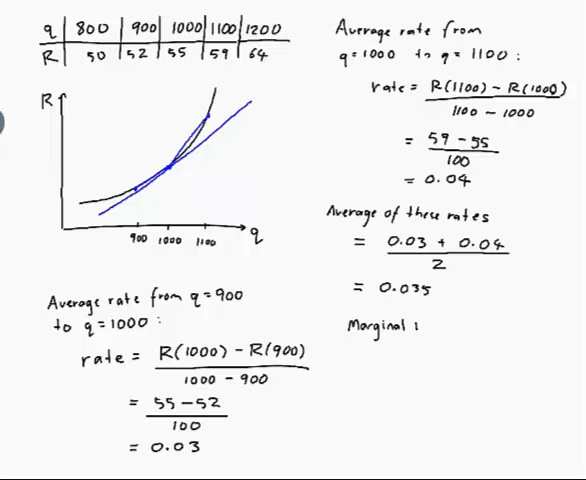 q 800 900 1000 1100 1200
R 50 52 55 59 64
R
900 1000 1100 q
Average rate from q=900
to q=1000:
rate = R(1000) - R(900)
1000 - 900
= 55-52
100
= 0.03
Average rate from
q=1000 to q=1100:
rate = R(1100) - R(1000)
1100 - 1000
= 59-55
100
= 0.04
Average of these rates
= 0.03 + 0.04
2
= 0.035
Marginal